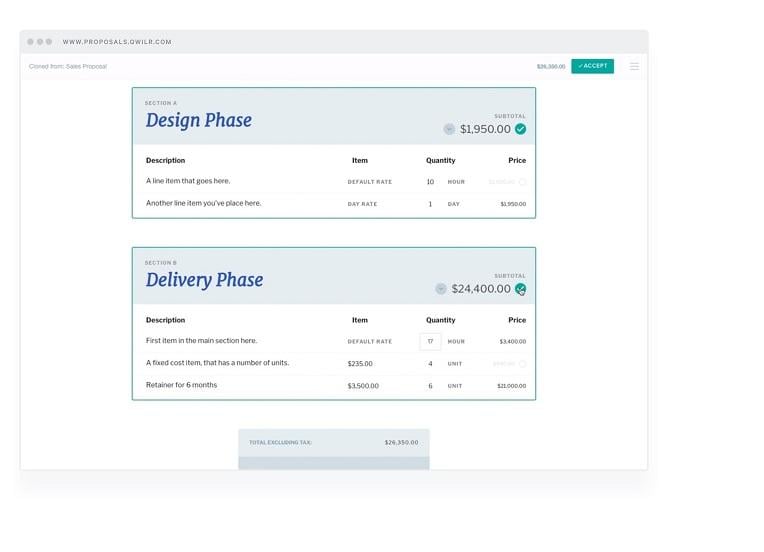 WWW.PROPOSALS.QWILR.COM
Cloned from: Sales Proposal
$26,350.00
✓ACCEPT
SECTION A
Design Phase
SUBTOTAL
$1,950.00
Description Item Quantity Price
A line item that goes here. DEFAULT RATE 10 HOUR
Another line item you've place here. DAY RATE 1 DAY $1,950.00
SECTION B
Delivery Phase
SUBTOTAL
$24,400.00
Description Item Quantity Price
First item in the main section here. DEFAULT RATE 17 HOUR $3,400.00
A fixed cost item, that has a number of units. $235.00 4 UNIT
Retainer for 6 months $3,500.00 6 UNIT $21,000.00
TOTAL EXCLUDING TAX: $26,350.00